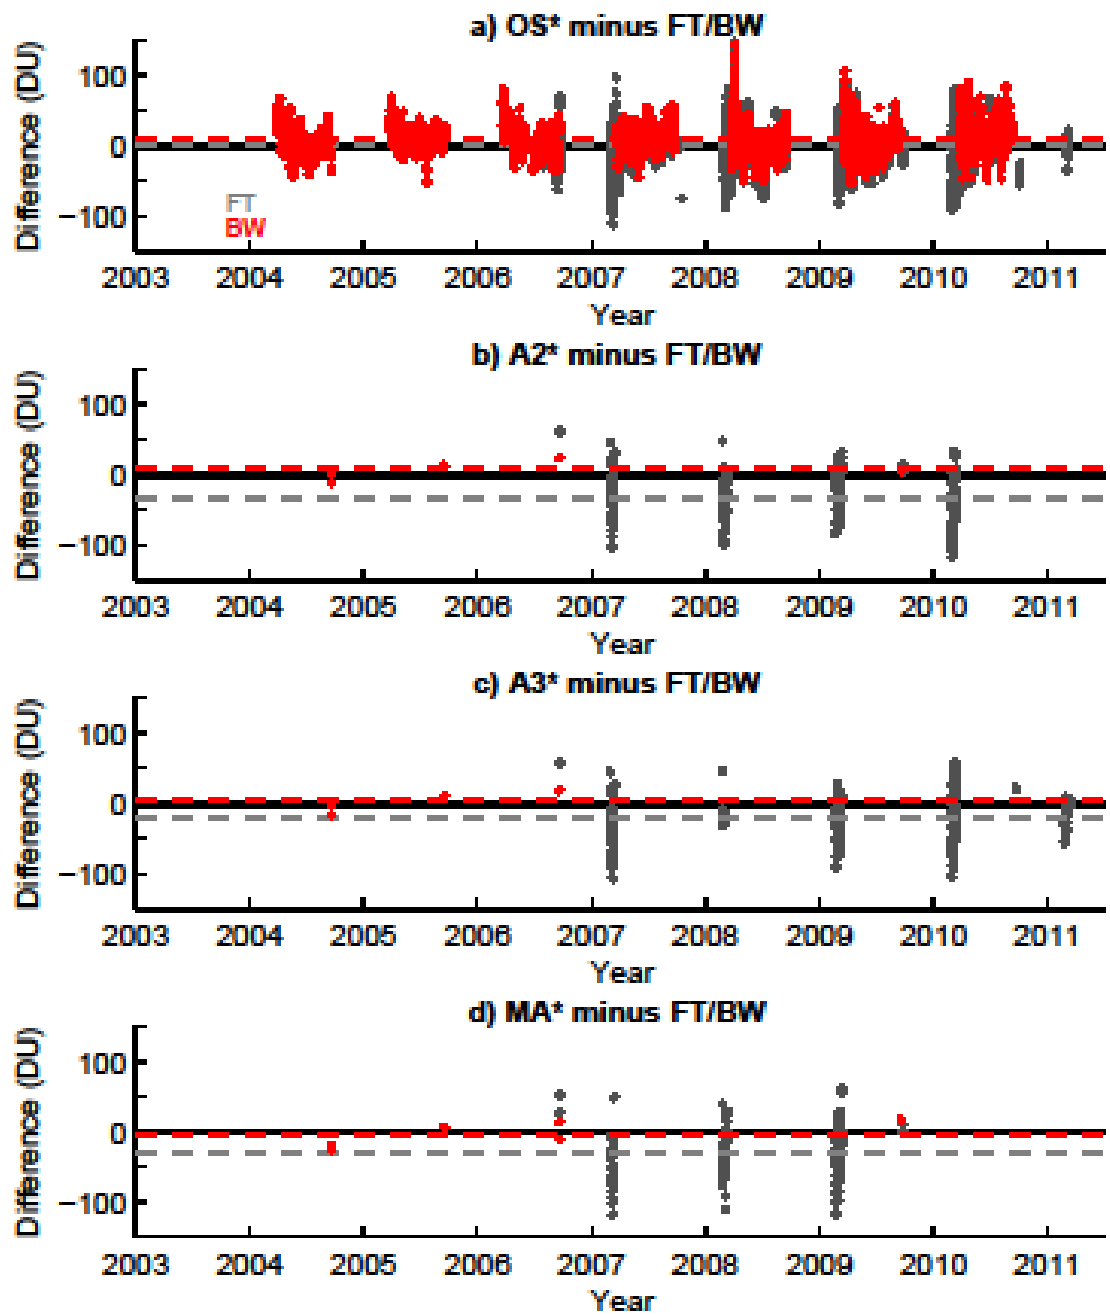 a) OS* minus FT/BW
Difference (DU)
100
0
−100
FT
BW
2003 2004 2005 2006 2007 2008 2009 2010 2011
Year
b) A2* minus FT/BW
Difference (DU)
100
0
−100
2003 2004 2005 2006 2007 2008 2009 2010 2011
Year
c) A3* minus FT/BW
Difference (DU)
100
0
−100
2003 2004 2005 2006 2007 2008 2009 2010 2011
Year
d) MA* minus FT/BW
Difference (DU)
100
0
−100
2003 2004 2005 2006 2007 2008 2009 2010 2011
Year